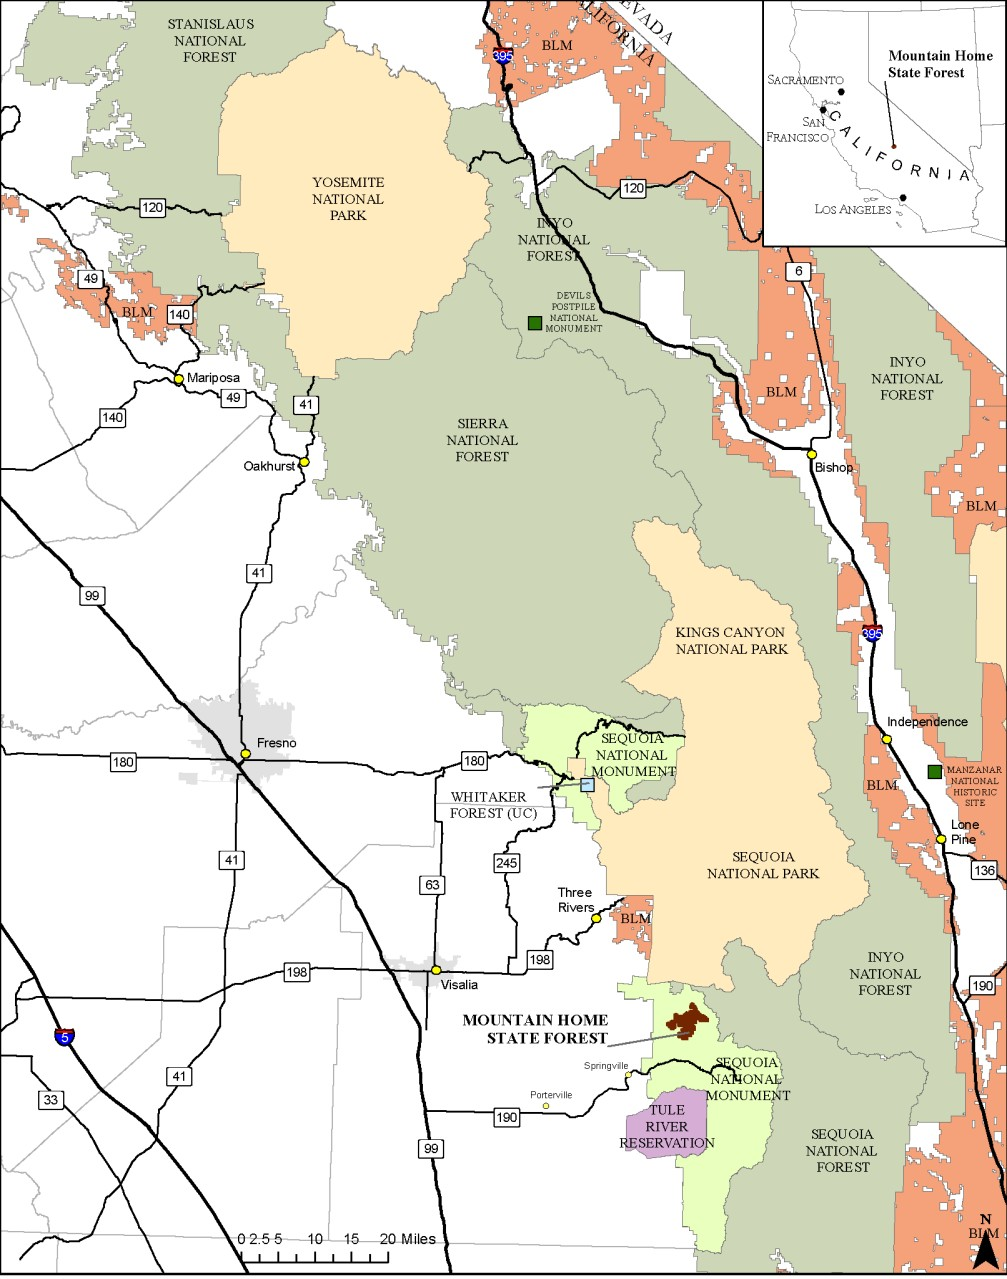 STANISLAUS
NATIONAL
FOREST
BLM
NEVADA
CALIFORNIA
395
Mountain Home
State Forest
SACRAMENTO
SAN
FRANCISCO
CALIFORNIA
LOS ANGELES
YOSEMITE
NATIONAL
PARK
120
120
INYO
NATIONAL
FOREST
6
49
BLM
140
DEVILS
POSTPILE
NATIONAL
MONUMENT
INYO
NATIONAL
FOREST
Mariposa
49
41
140
BLM
SIERRA
NATIONAL
FOREST
Oakhurst
Bishop
BLM
41
99
395
KINGS CANYON
NATIONAL PARK
Independence
Fresno
180
180
SEQUOIA
NATIONAL
MONUMENT
BLM
MANZANAR
NATIONAL
HISTORIC
SITE
WHITAKER
FOREST (UC)
Lone
Pine
41
245
63
SEQUOIA
NATIONAL PARK
136
Three
Rivers
BLM
198
198
Visalia
INYO
NATIONAL
FOREST
190
MOUNTAIN HOME
STATE FOREST
5
Springville
SEQUOIA
NATIONAL
MONUMENT
41
33
Porterville
190
TULE
RIVER
RESERVATION
99
SEQUOIA
NATIONAL
FOREST
N
BLM
0 2.5 5 10 15 20 Miles